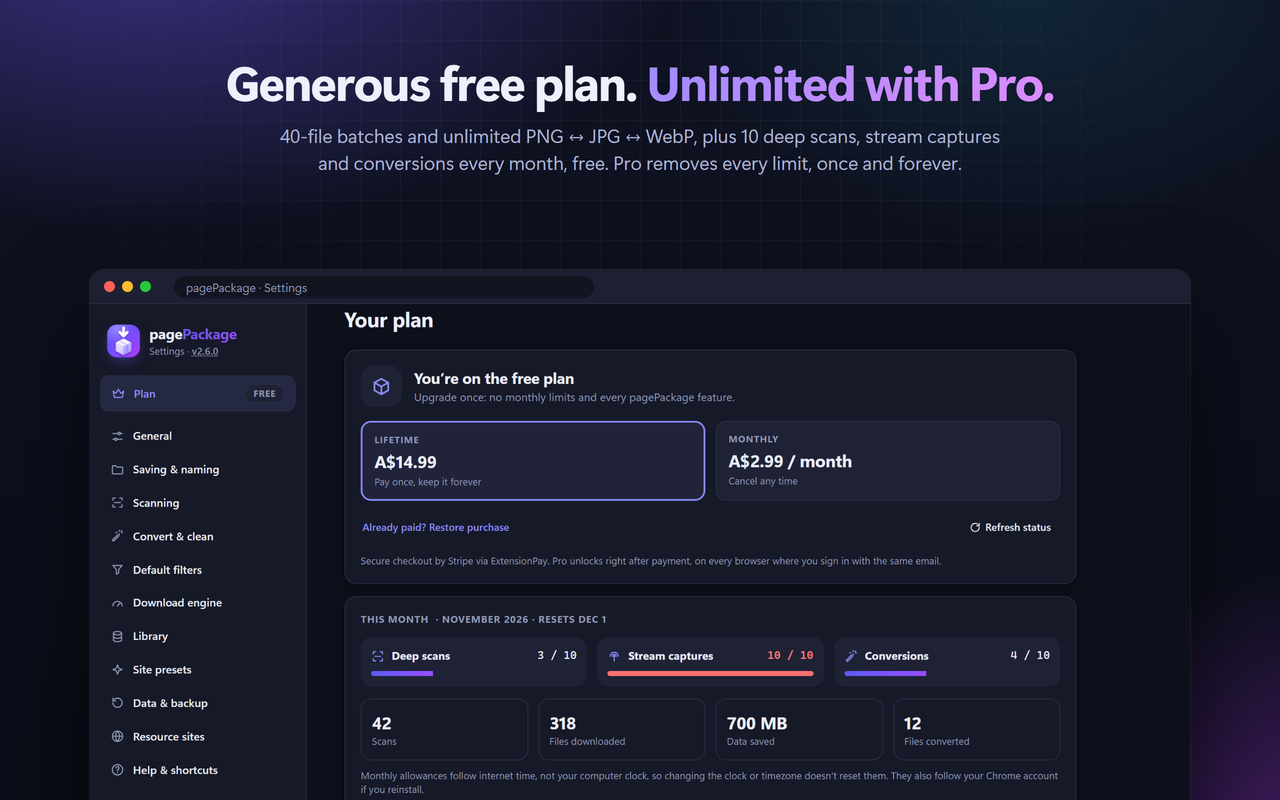 Generous free plan. Unlimited with Pro.
40-file batches and unlimited PNG ↔ JPG ↔ WebP, plus 10 deep scans, stream captures
and conversions every month, free. Pro removes every limit, once and forever.
pagePackage · Settings
pagePackage
Settings · v2.6.0
Plan FREE
General
Saving & naming
Scanning
Convert & clean
Default filters
Download engine
Library
Site presets
Data & backup
Resource sites
Help & shortcuts
Your plan
You're on the free plan
Upgrade once: no monthly limits and every pagePackage feature.
LIFETIME
A$14.99
Pay once, keep it forever
MONTHLY
A$2.99 / month
Cancel any time
Already paid? Restore purchase
Refresh status
Secure checkout by Stripe via ExtensionPay. Pro unlocks right after payment, on every browser where you sign in with the same email.
THIS MONTH · NOVEMBER 2026 · RESETS DEC 1
Deep scans 3 / 10
Stream captures 10 / 10
Conversions 4 / 10
42
Scans
318
Files downloaded
700 MB
Data saved
12
Files converted
Monthly allowances follow internet time, not your computer clock, so changing the clock or timezone doesn't reset them. They also follow your Chrome account
if you reinstall.